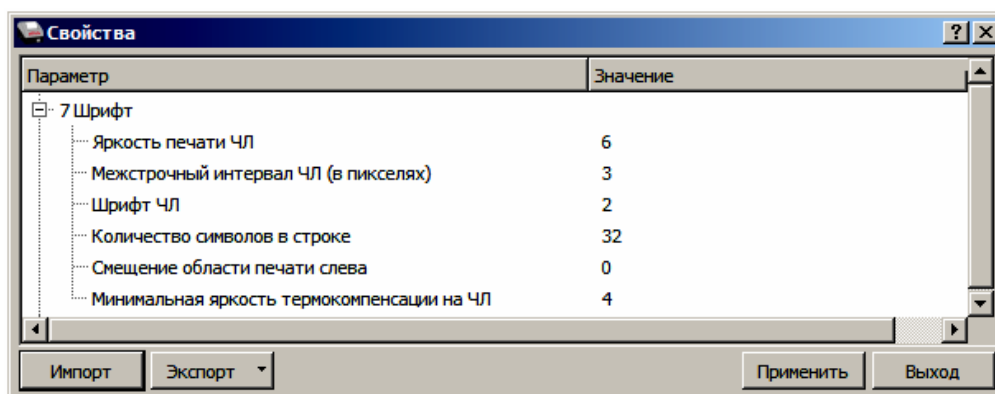 Свойства
Параметр Значение
7 Шрифт
Яркость печати ЧЛ 6
Межстрочный интервал ЧЛ (в пикселях) 3
Шрифт ЧЛ 2
Количество символов в строке 32
Смещение области печати слева 0
Минимальная яркость термокомпенсации на ЧЛ 4
Импорт Экспорт Применить Выход